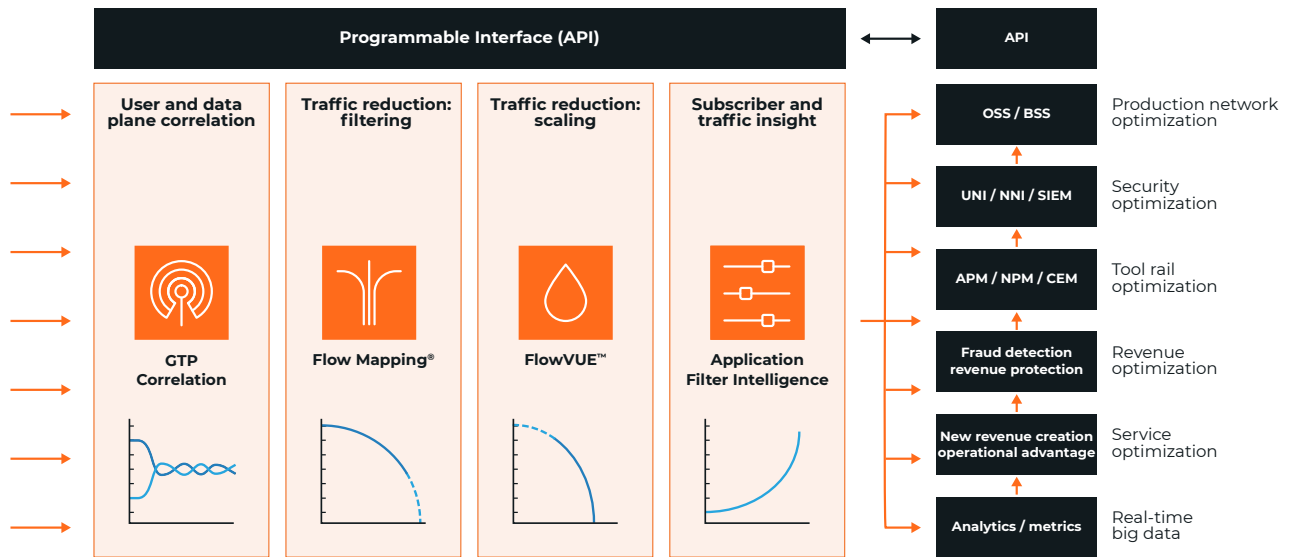 Programmable Interface (API)
API
User and data
plane correlation
Traffic reduction:
filtering
Traffic reduction:
scaling
Subscriber and
traffic insight
GTP
Correlation
Flow Mapping®
FlowVUE™
Application
Filter Intelligence
OSS / BSS
Production network
optimization
UNI / NNI / SIEM
Security
optimization
APM / NPM / CEM
Tool rail
optimization
Fraud detection
revenue protection
Revenue
optimization
New revenue creation
operational advantage
Service
optimization
Analytics / metrics
Real-time
big data